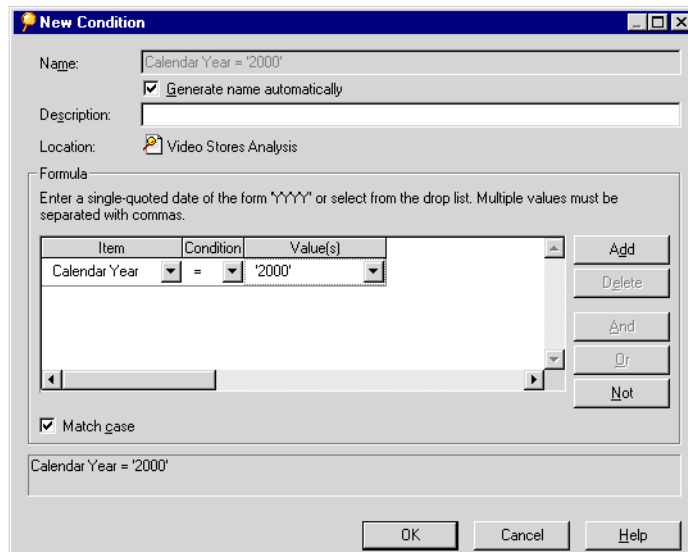 New Condition
Name: Calendar Year = '2000'
Generate name automatically
Description:
Location: Video Stores Analysis
Formula
Enter a single-quoted date of the form 'YYYY' or select from the drop list. Multiple values must be
separated with commas.
Item Condition Value(s)
Calendar Year = '2000'
Add
Delete
And
Or
Not
Match case
Calendar Year = '2000'
OK Cancel Help